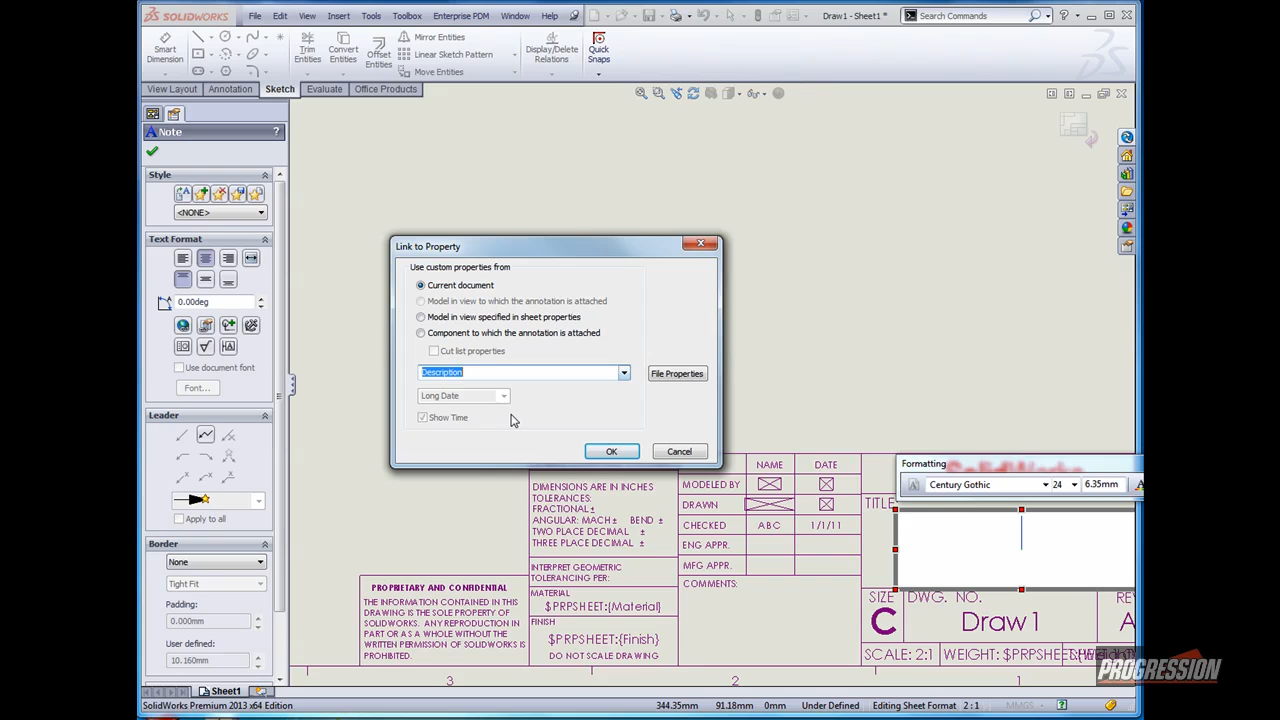 SOLIDWORKS File Edit View Insert Tools Toolbox Enterprise PDM Window Help Draw1 - Sheet1 * Search Commands
Smart Dimension
Trim Entities
Convert Entities
Offset Entities
Mirror Entities
Linear Sketch Pattern
Move Entities
Display/Delete Relations
Quick Snaps
View Layout Annotation Sketch Evaluate Office Products
Note ?
Style
<NONE>
Text Format
0.00deg
Use document font
Font...
Leader
Apply to all
Border
None
Tight Fit
Padding:
0.000mm
User defined:
10.160mm
Link to Property
Use custom properties from
Current document
Model in view to which the annotation is attached
Model in view specified in sheet properties
Component to which the annotation is attached
Cut list properties
Description
File Properties
Long Date
Show Time
OK Cancel
DIMENSIONS ARE IN INCHES
TOLERANCES:
FRACTIONAL ±
ANGULAR: MACH ± BEND ±
TWO PLACE DECIMAL ±
THREE PLACE DECIMAL ±
INTERPRET GEOMETRIC
TOLERANCING PER:
MATERIAL
$PRPSHEET:{Material}
FINISH
$PRPSHEET:{Finish}
DO NOT SCALE DRAWING
NAME DATE
MODELED BY
DRAWN
CHECKED ABC 1/1/11
ENG APPR.
MFG APPR.
COMMENTS:
PROPRIETARY AND CONFIDENTIAL
THE INFORMATION CONTAINED IN THIS
DRAWING IS THE SOLE PROPERTY OF
SOLIDWORKS. ANY REPRODUCTION
IN PART OR AS A WHOLE WITHOUT THE
WRITTEN PERMISSION OF SOLIDWORKS IS
PROHIBITED.
SolidWorks
Formatting
Century Gothic 24 6.35mm A
TITLE
SIZE DWG. NO. REV
C Draw1 A
SCALE: 2:1 WEIGHT: $PRPSHEET:
3 2 1
PROGRESSION
Sheet1
SolidWorks Premium 2013 x64 Edition 344.35mm 91.18mm 0mm Under Defined Editing Sheet Format 2 : 1 MMGS